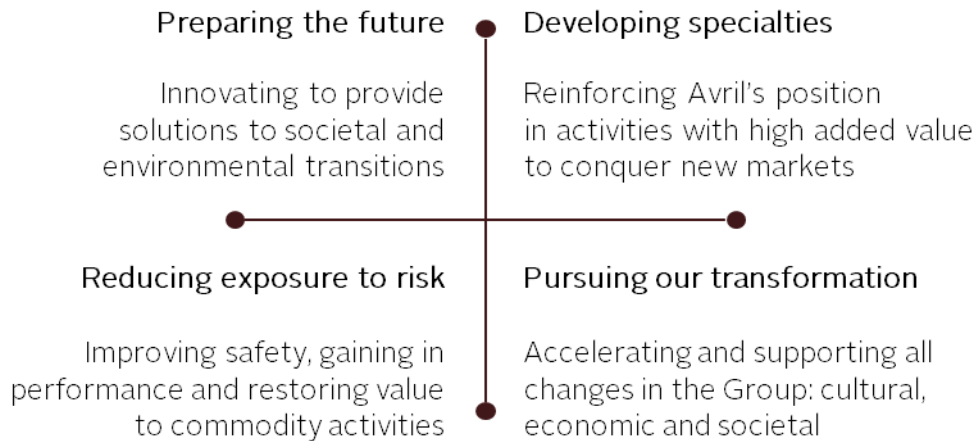 Preparing the future
Innovating to provide
solutions to societal and
environmental transitions
Developing specialties
Reinforcing Avril's position
in activities with high added value
to conquer new markets
Reducing exposure to risk
Improving safety, gaining in
performance and restoring value
to commodity activities
Pursuing our transformation
Accelerating and supporting all
changes in the Group: cultural,
economic and societal